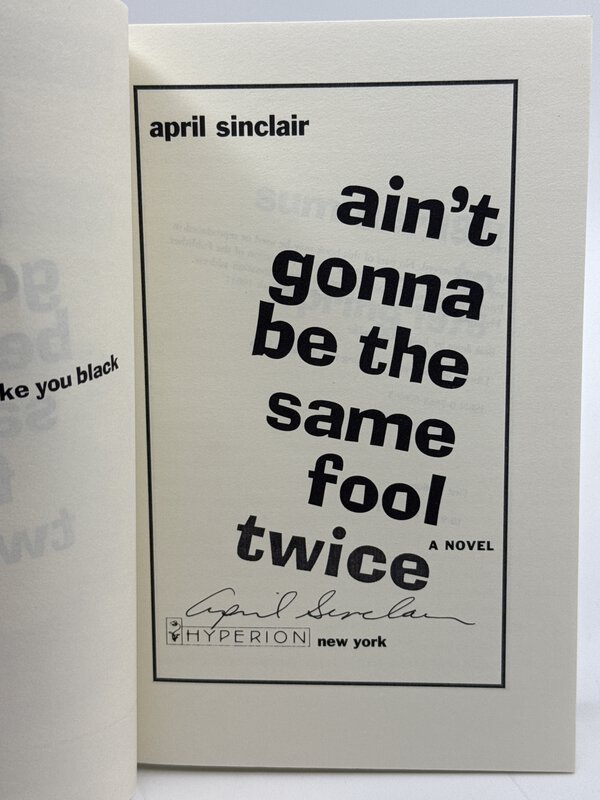 ke you black
april sinclair
ain't
gonna
be the
same
fool
twice
A NOVEL
April Sinclair
HYPERION new york